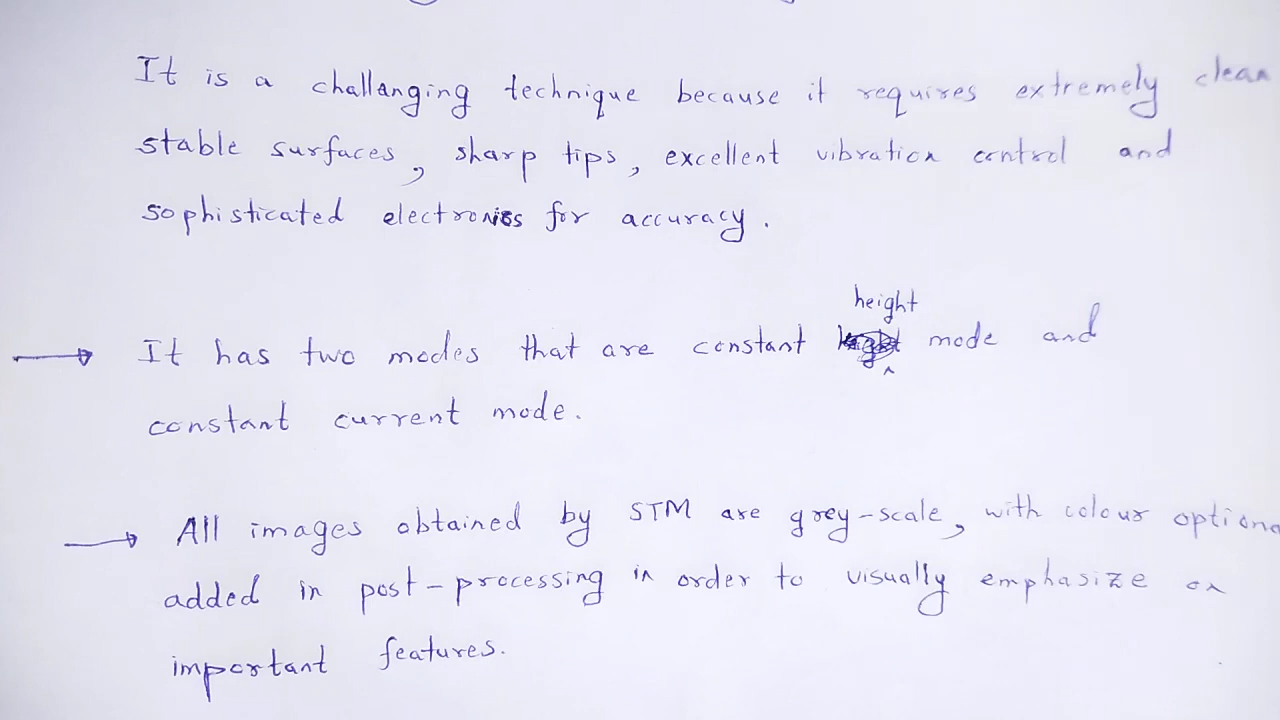 It is a challanging technique because it requires extremely clean
stable surfaces, sharp tips, excellent vibration control and
sophisticated electronics for accuracy.
→ It has two modes that are constant height mode and
constant current mode.
→ All images obtained by STM are grey-scale, with colour optiona
added in post-processing in order to visually emphasize on
important features.